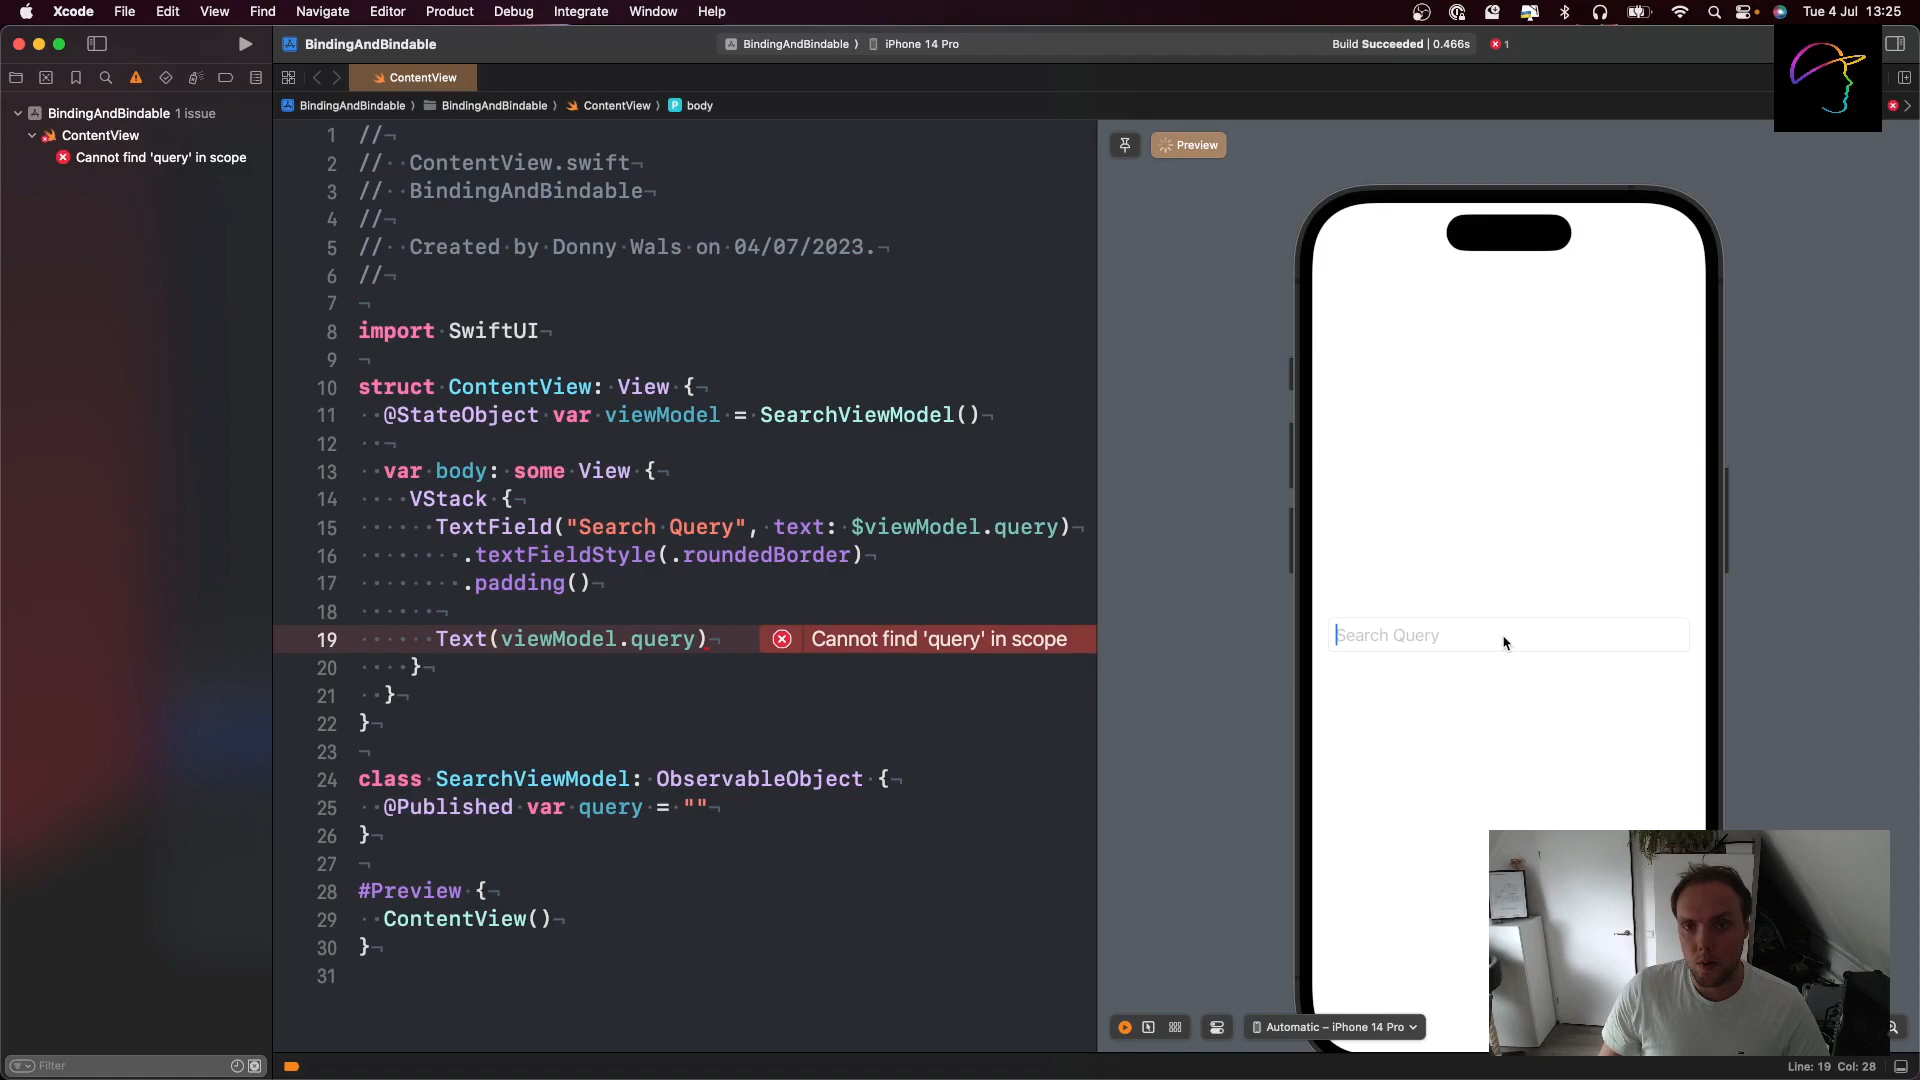 Xcode File Edit View Find Navigate Editor Product Debug Integrate Window Help Tue 4 Jul 13:25
BindingAndBindable BindingAndBindable 〉 iPhone 14 Pro Build Succeeded | 0.466s 1
ContentView
BindingAndBindable 〉 BindingAndBindable 〉 ContentView 〉 P body
BindingAndBindable 1 issue
ContentView
Cannot find 'query' in scope
1 //¬
2 //··ContentView.swift¬
3 //··BindingAndBindable¬
4 //¬
5 //··Created·by·Donny·Wals·on·04/07/2023.·¬
6 //¬
7 ¬
8 import·SwiftUI¬
9 ¬
10 struct·ContentView:·View·{¬
11 ··@StateObject·var·viewModel·=·SearchViewModel()¬
12 ··¬
13 ··var·body:·some·View·{¬
14 ····VStack·{¬
15 ······TextField("Search·Query",·text:·$viewModel.query)¬
16 ········.textFieldStyle(.roundedBorder)¬
17 ········.padding()¬
18 ······¬
19 ······Text(viewModel.query)¬ Cannot find 'query' in scope
20 ····}¬
21 ··}¬
22 }¬
23 ¬
24 class·SearchViewModel:·ObservableObject·{¬
25 ··@Published·var·query·=·""¬
26 }¬
27 ¬
28 #Preview·{¬
29 ··ContentView()¬
30 }¬
31
Preview
Search Query
Automatic – iPhone 14 Pro
Filter
Line: 19 Col: 28